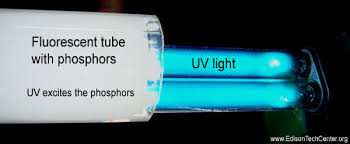 Fluorescent tube
with phosphors
UV light
UV excites the phosphors
www.EdisonTechCenter.org